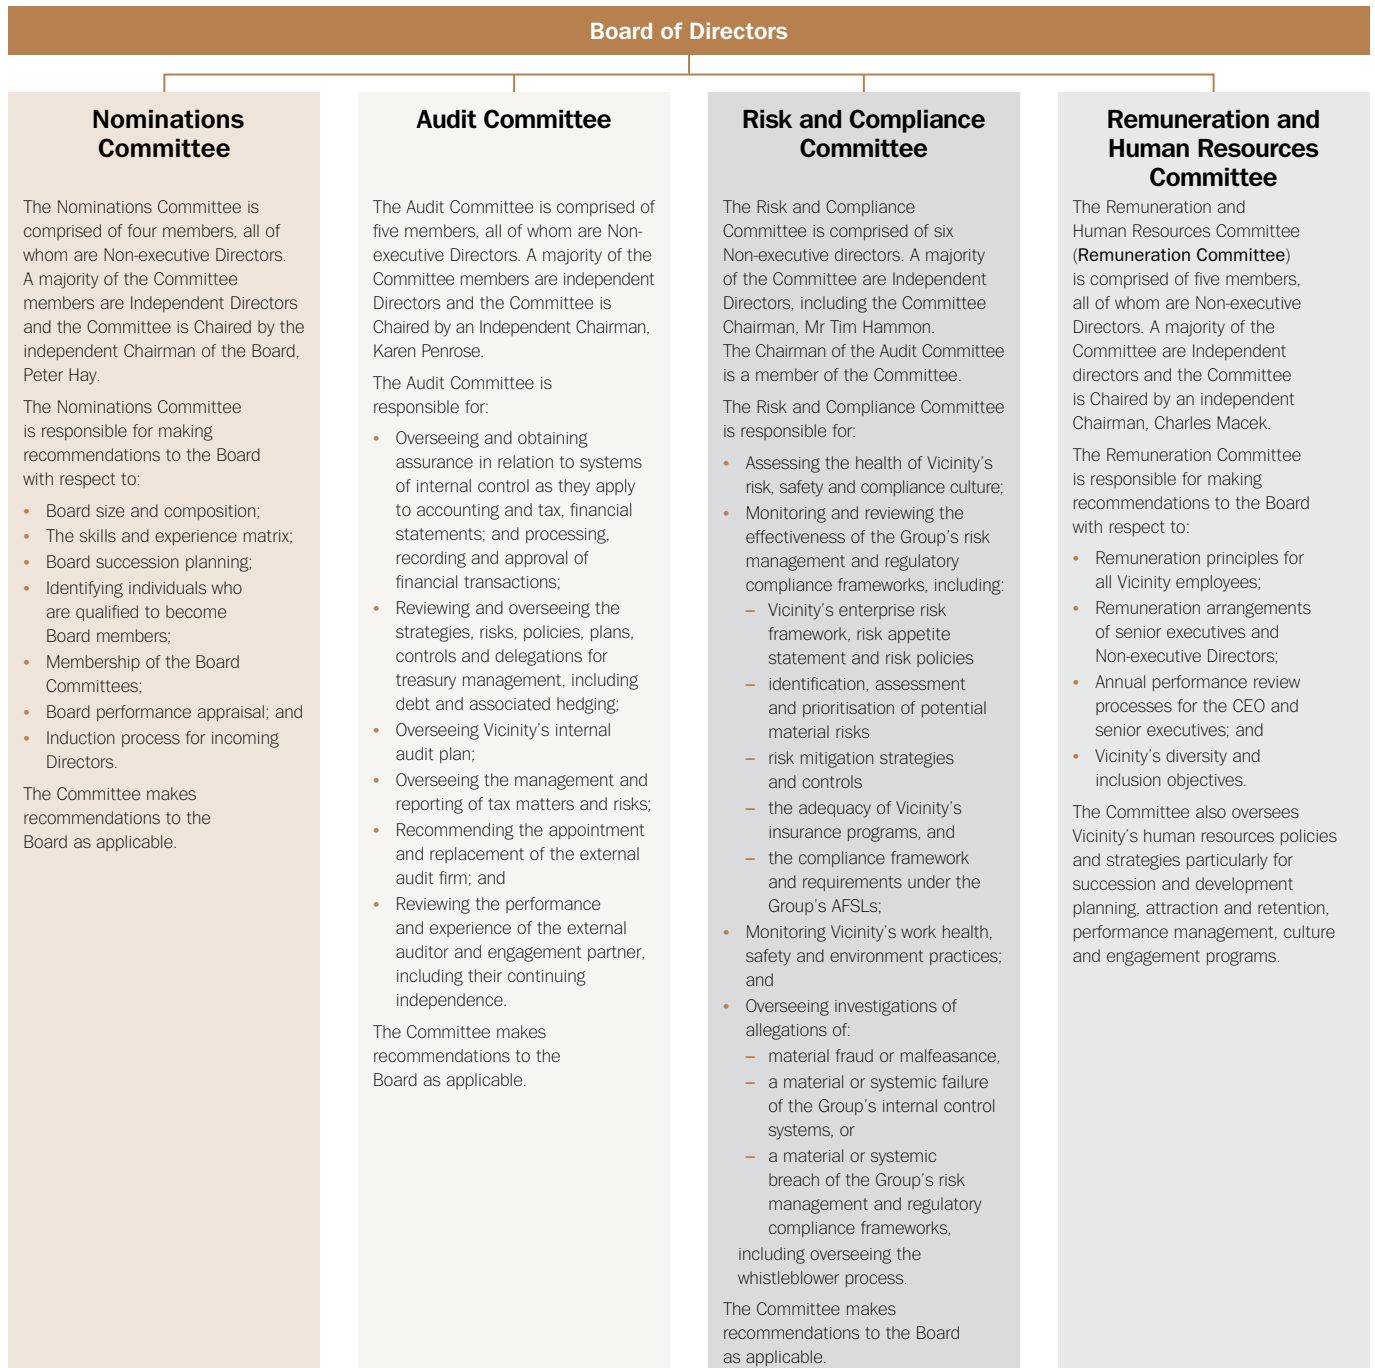 Board of Directors
Nominations
Committee
The Nominations Committee is
comprised of four members, all of
whom are Non-executive Directors.
A majority of the Committee
members are Independent Directors
and the Committee is Chaired by the
independent Chairman of the Board,
Peter Hay.
The Nominations Committee
is responsible for making
recommendations to the Board
with respect to:
• Board size and composition;
• The skills and experience matrix;
• Board succession planning;
• Identifying individuals who
are qualified to become
Board members;
• Membership of the Board
Committees;
• Board performance appraisal; and
• Induction process for incoming
Directors.
The Committee makes
recommendations to the
Board as applicable.
Audit Committee
The Audit Committee is comprised of
five members, all of whom are Non-
executive Directors. A majority of the
Committee members are independent
Directors and the Committee is
Chaired by an Independent Chairman,
Karen Penrose.
The Audit Committee is
responsible for:
• Overseeing and obtaining
assurance in relation to systems
of internal control as they apply
to accounting and tax, financial
statements; and processing,
recording and approval of
financial transactions;
• Reviewing and overseeing the
strategies, risks, policies, plans,
controls and delegations for
treasury management, including
debt and associated hedging;
• Overseeing Vicinity's internal
audit plan;
• Overseeing the management and
reporting of tax matters and risks;
• Recommending the appointment
and replacement of the external
audit firm; and
• Reviewing the performance
and experience of the external
auditor and engagement partner,
including their continuing
independence.
The Committee makes
recommendations to the
Board as applicable.
Risk and Compliance
Committee
The Risk and Compliance
Committee is comprised of six
Non-executive directors. A majority
of the Committee are Independent
Directors, including the Committee
Chairman, Mr Tim Hammon.
The Chairman of the Audit Committee
is a member of the Committee.
The Risk and Compliance Committee
is responsible for:
• Assessing the health of Vicinity's
risk, safety and compliance culture;
• Monitoring and reviewing the
effectiveness of the Group's risk
management and regulatory
compliance frameworks, including:
– Vicinity's enterprise risk
framework, risk appetite
statement and risk policies
– identification, assessment
and prioritisation of potential
material risks
– risk mitigation strategies
and controls
– the adequacy of Vicinity's
insurance programs, and
– the compliance framework
and requirements under the
Group's AFSLs;
• Monitoring Vicinity's work health,
safety and environment practices;
and
• Overseeing investigations of
allegations of:
– material fraud or malfeasance,
– a material or systemic failure
of the Group's internal control
systems, or
– a material or systemic
breach of the Group's risk
management and regulatory
compliance frameworks,
including overseeing the
whistleblower process.
The Committee makes
recommendations to the Board
as applicable.
Remuneration and
Human Resources
Committee
The Remuneration and
Human Resources Committee
(Remuneration Committee)
is comprised of five members,
all of whom are Non-executive
Directors. A majority of the
Committee are Independent
directors and the Committee
is Chaired by an independent
Chairman, Charles Macek.
The Remuneration Committee
is responsible for making
recommendations to the Board
with respect to:
• Remuneration principles for
all Vicinity employees;
• Remuneration arrangements
of senior executives and
Non-executive Directors;
• Annual performance review
processes for the CEO and
senior executives; and
• Vicinity's diversity and
inclusion objectives.
The Committee also oversees
Vicinity's human resources policies
and strategies particularly for
succession and development
planning, attraction and retention,
performance management, culture
and engagement programs.